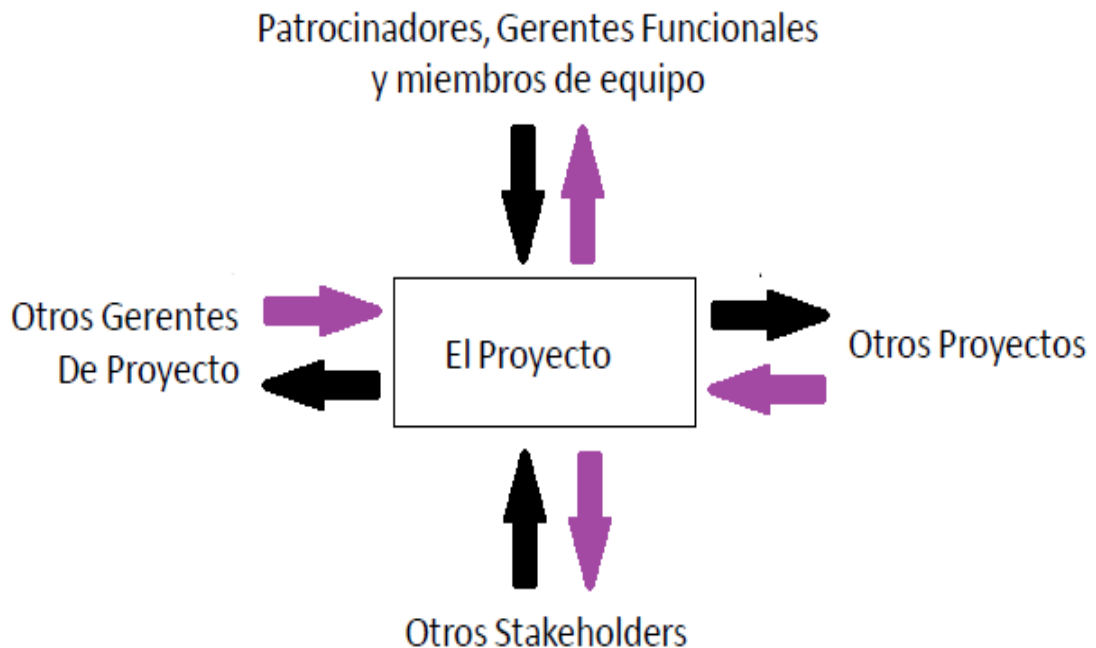 Patrocinadores, Gerentes Funcionales
y miembros de equipo
Otros Gerentes
De Proyecto
El Proyecto
Otros Proyectos
Otros Stakeholders